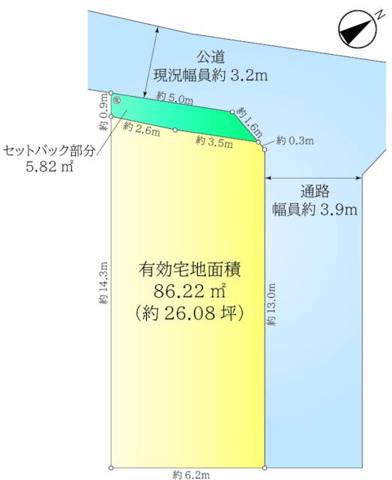 N
公道
現況幅員約 3.2m
約 0.9m
約 5.0m
約 1.6m
約 2.6m
約 3.5m
約 0.3m
セットバック部分
5.82 ㎡
通路
幅員約 3.9m
有効宅地面積
86.22 ㎡
(約 26.08 坪)
約 14.3m
約 13.0m
約 6.2m